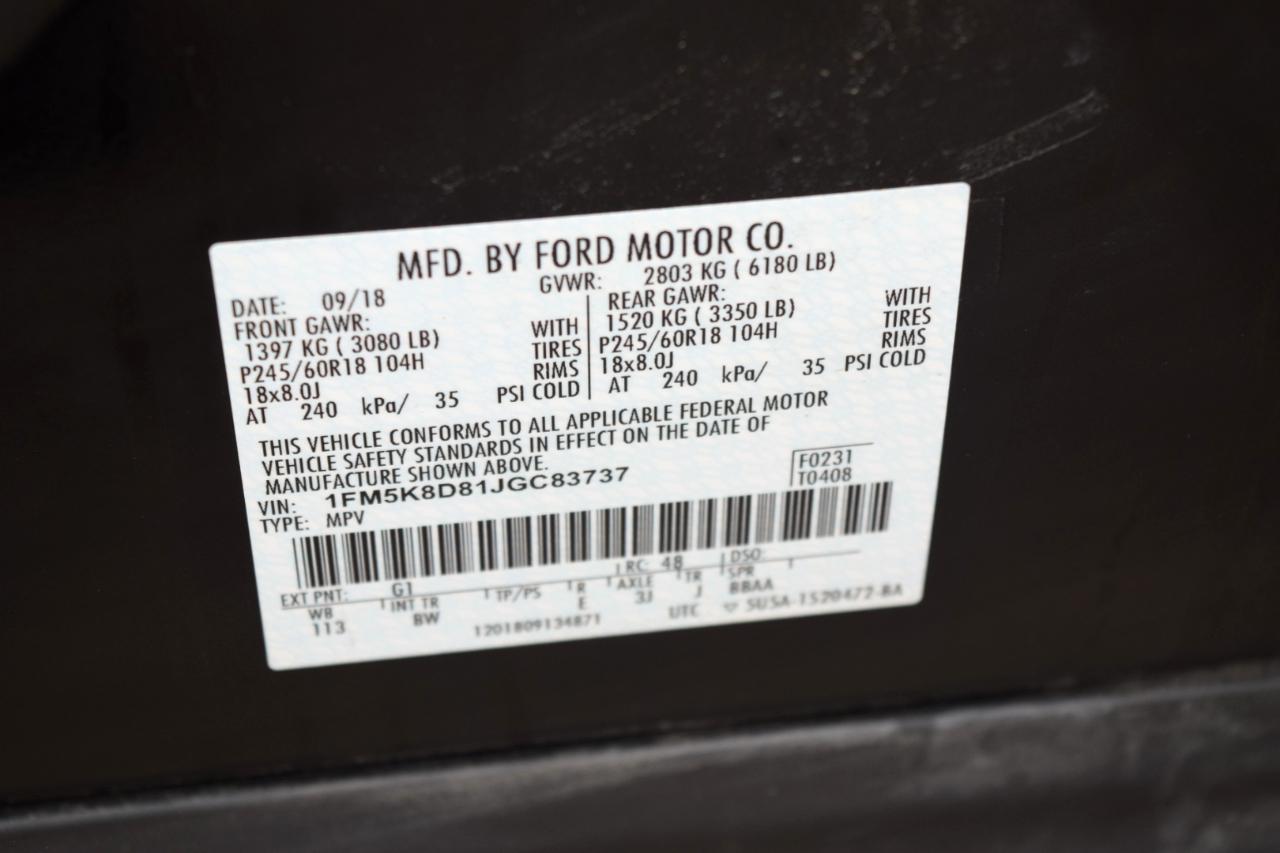 MFD. BY FORD MOTOR CO.
DATE: 09/18 GVWR: 2803 KG ( 6180 LB)
FRONT GAWR: REAR GAWR:
1397 KG ( 3080 LB) WITH 1520 KG ( 3350 LB) WITH
P245/60R18 104H TIRES P245/60R18 104H TIRES
18x8.0J RIMS 18x8.0J RIMS
AT 240 kPa/ 35 PSI COLD AT 240 kPa/ 35 PSI COLD
THIS VEHICLE CONFORMS TO ALL APPLICABLE FEDERAL MOTOR
VEHICLE SAFETY STANDARDS IN EFFECT ON THE DATE OF
MANUFACTURE SHOWN ABOVE.
VIN: 1FM5K8D81JGC83737 F0231
TYPE: MPV T0408
EXT PNT: G1 RC: 48 DSO:
WB INT TR TP/PS R AXLE TR SPR
113 BW E 3J J BBAA
1201809134871 UTC 5U5A-1520472-BA